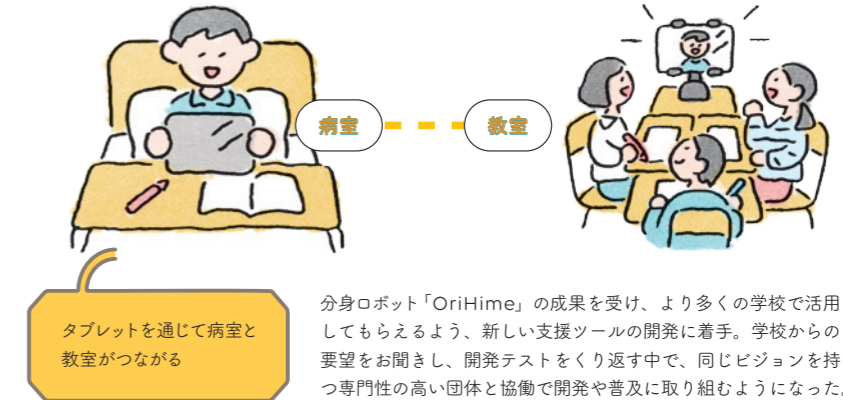 病室
教室
タブレットを通じて病室と
教室がつながる
分身ロボット「OriHime」の成果を受け、より多くの学校で活用
してもらえるよう、新しい支援ツールの開発に着手。学校からの
要望をお聞きし、開発テストをくり返す中で、同じビジョンを持
つ専門性の高い団体と協働で開発や普及に取り組むようになった。